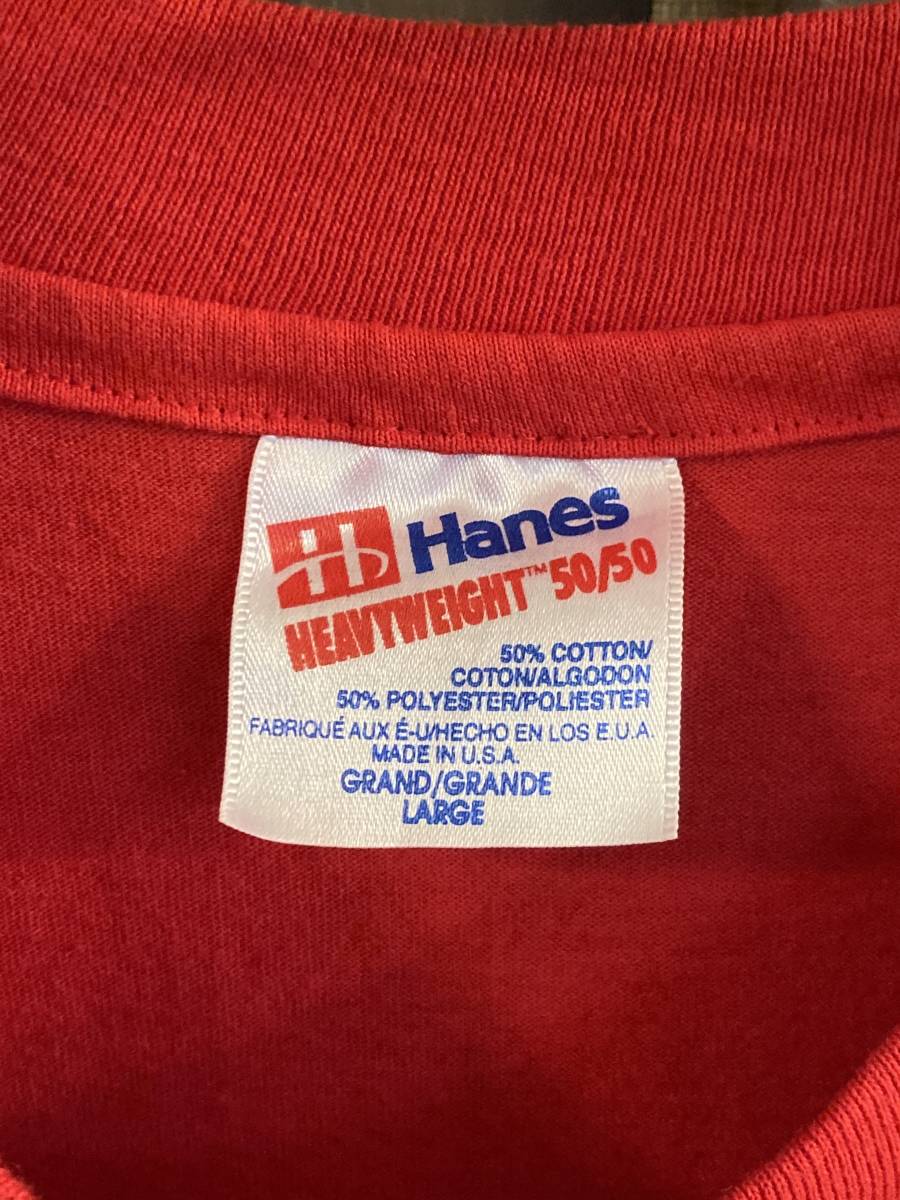 Hanes
HEAVYWEIGHT™ 50/50
50% COTTON/
COTON/ALGODON
50% POLYESTER/POLIESTER
FABRIQUÉ AUX É-U/HECHO EN LOS E.U.A.
MADE IN U.S.A.
GRAND/GRANDE
LARGE